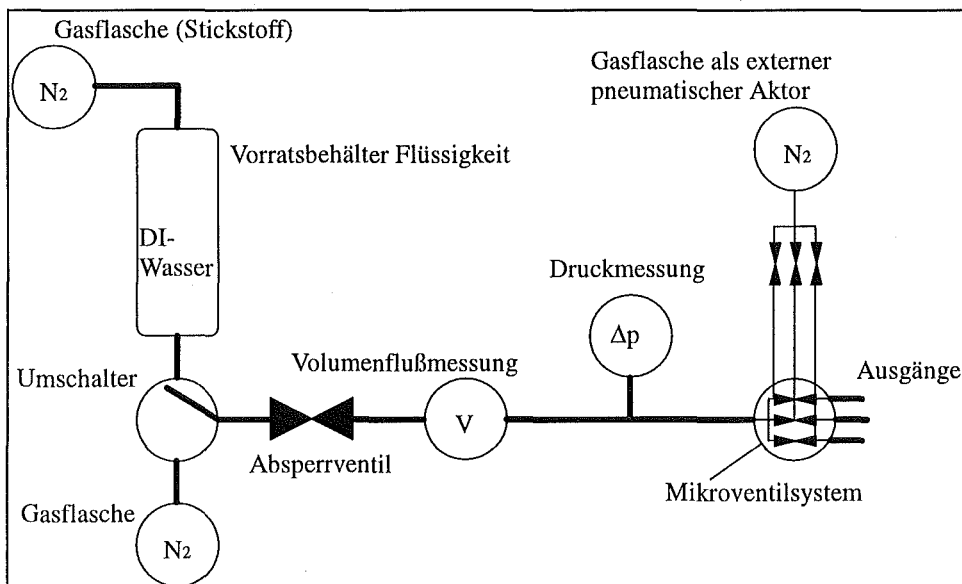 Gasflasche (Stickstoff)
N2
Gasflasche als externer
pneumatischer Aktor
N2
Vorratsbehälter Flüssigkeit
DI-
Wasser
Druckmessung
Δp
Umschalter
Volumenflußmessung
V
Absperrventil
Ausgänge
Mikroventilsystem
Gasflasche
N2